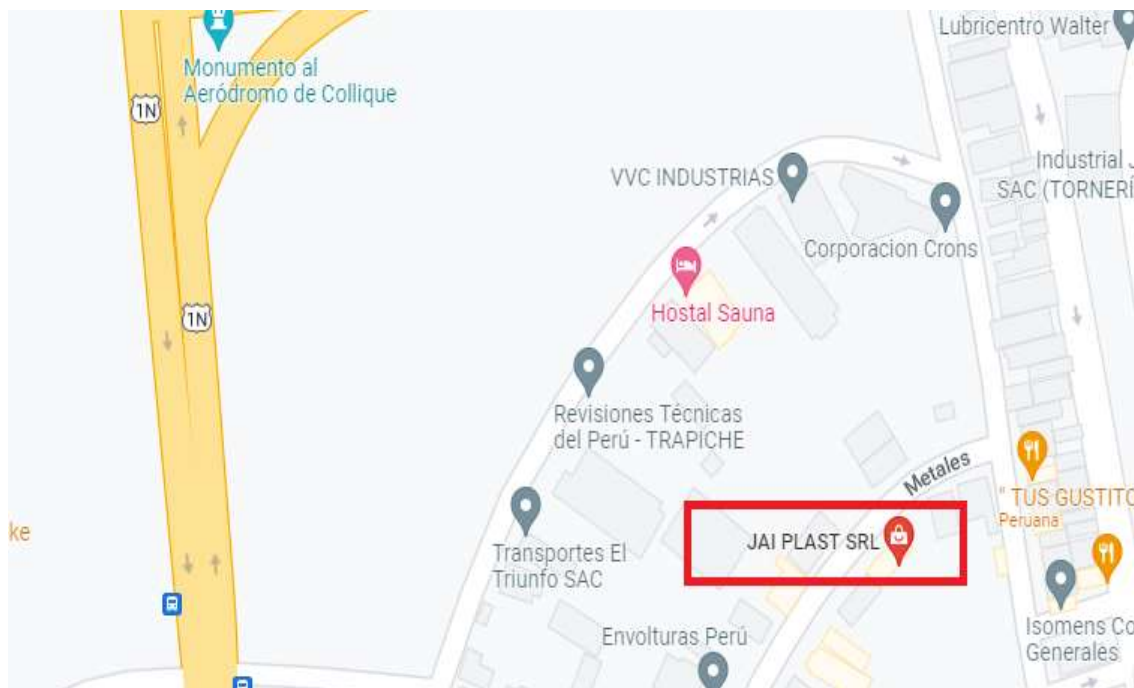 Lubricentro Walter
Monumento al
Aeródromo de Collique
1N
Industrial J
SAC (TORNERÍ
VVC INDUSTRIAS
Corporacion Crons
1N
Hostal Sauna
Revisiones Técnicas
del Perú - TRAPICHE
Metales
" TUS GUSTITO
Peruana
ke
JAI PLAST SRL
Transportes El
Triunfo SAC
Envolturas Perú
Isomens Co
Generales